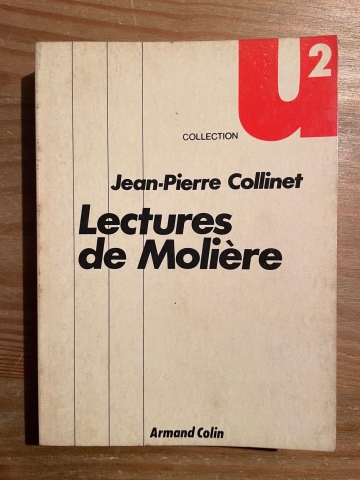 u2
COLLECTION
Jean-Pierre Collinet
Lectures
de Molière
Armand Colin